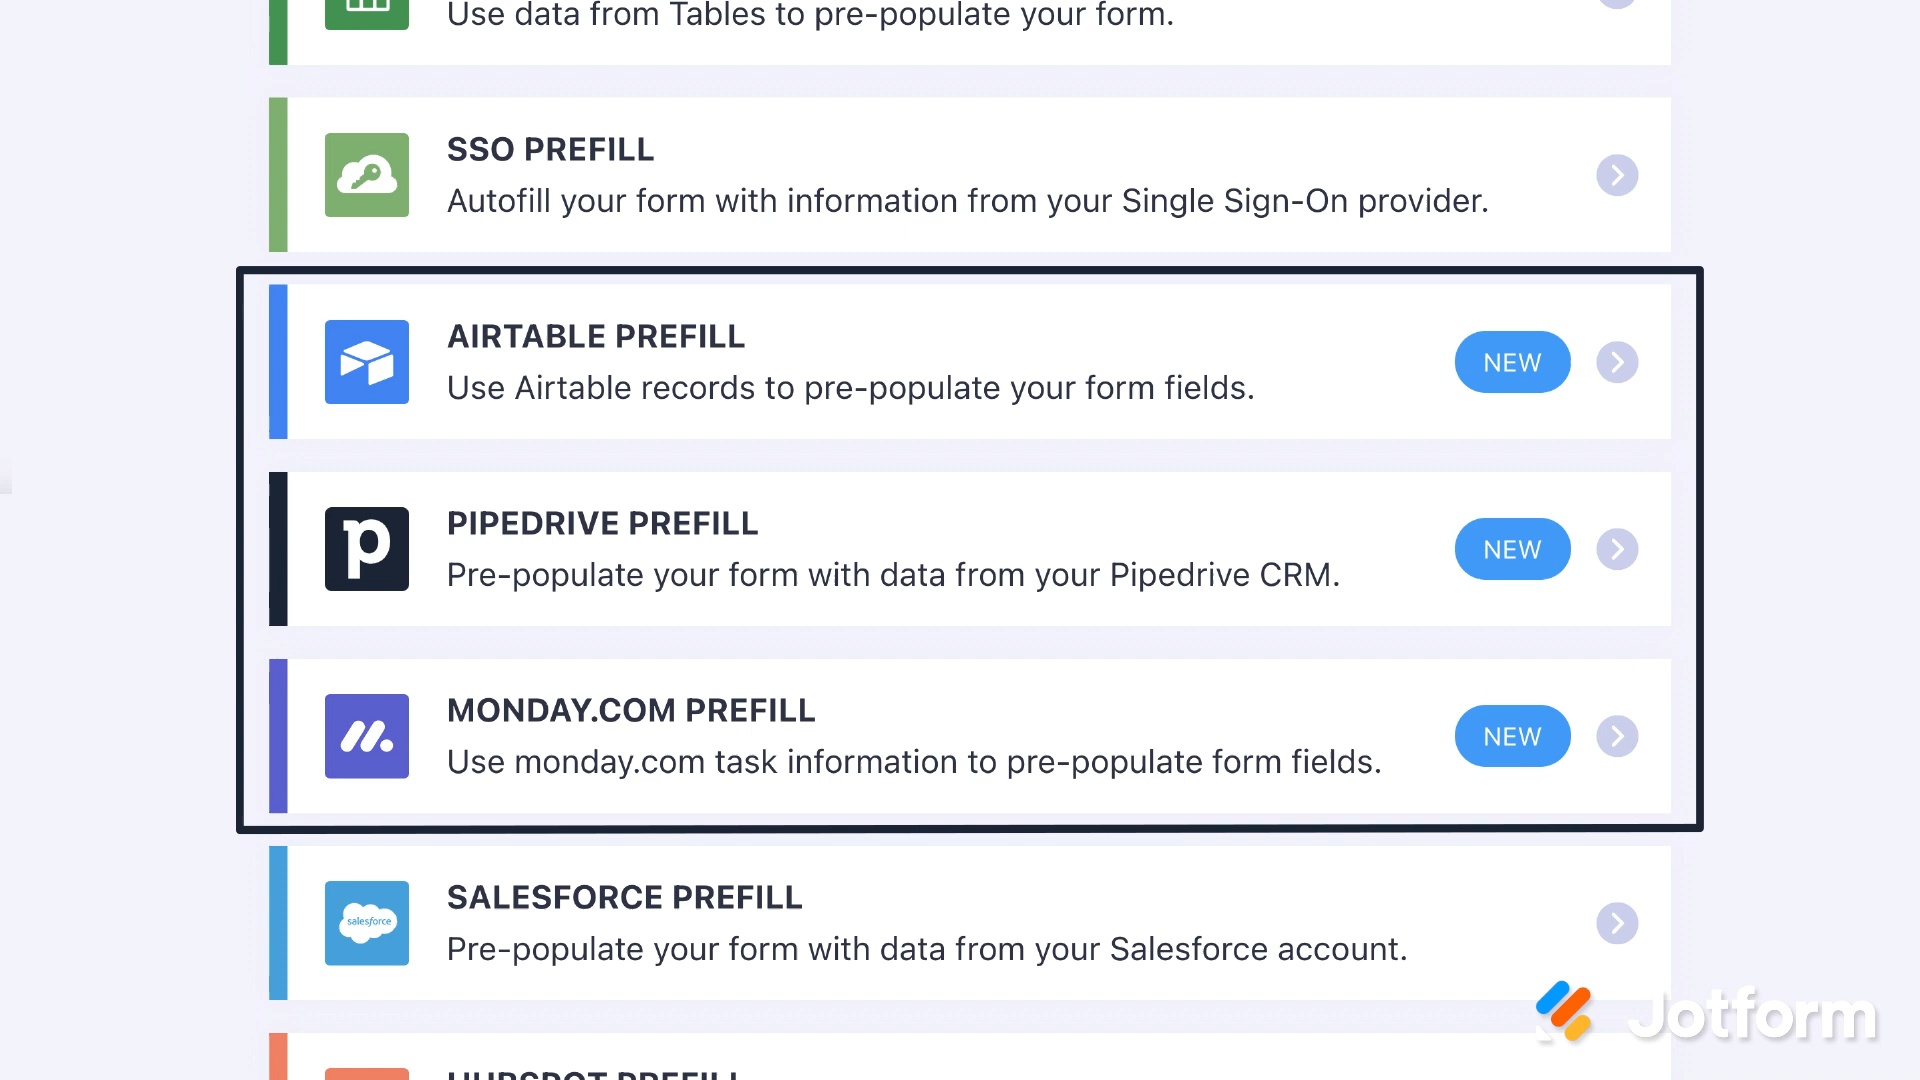 Use data from Tables to pre-populate your form.
SSO PREFILL
Autofill your form with information from your Single Sign-On provider.
AIRTABLE PREFILL
Use Airtable records to pre-populate your form fields.
NEW
p
PIPEDRIVE PREFILL
Pre-populate your form with data from your Pipedrive CRM.
NEW
MONDAY.COM PREFILL
Use monday.com task information to pre-populate form fields.
NEW
salesforce
SALESFORCE PREFILL
Pre-populate your form with data from your Salesforce account.
Jotform
HUBSPOT PREFILL